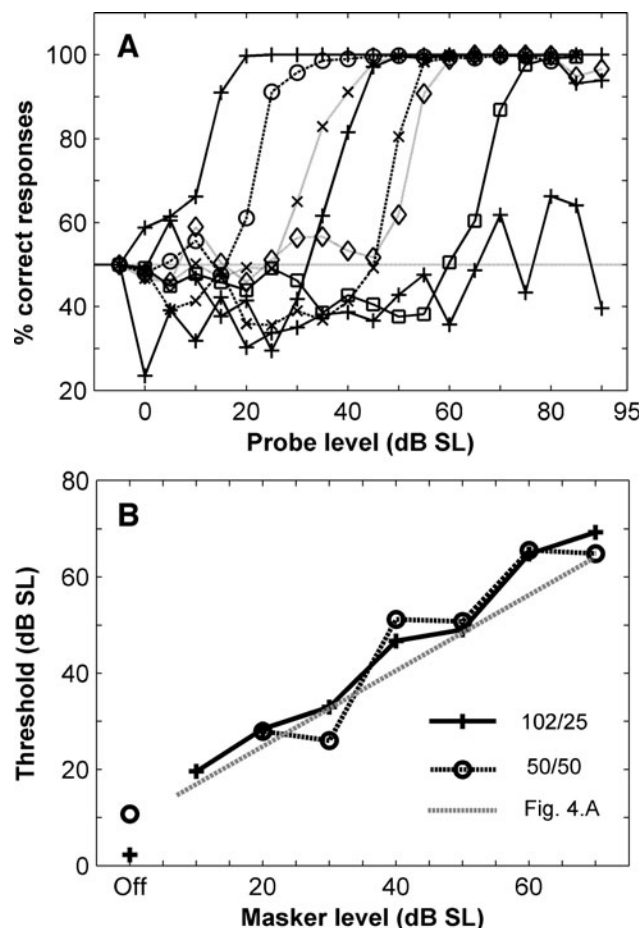 A
% correct responses
100
80
60
40
20
0 20 40 60 80 95
Probe level (dB SL)
B
Threshold (dB SL)
80
60
40
20
0
102/25
50/50
Fig. 4.A
Off 20 40 60
Masker level (dB SL)